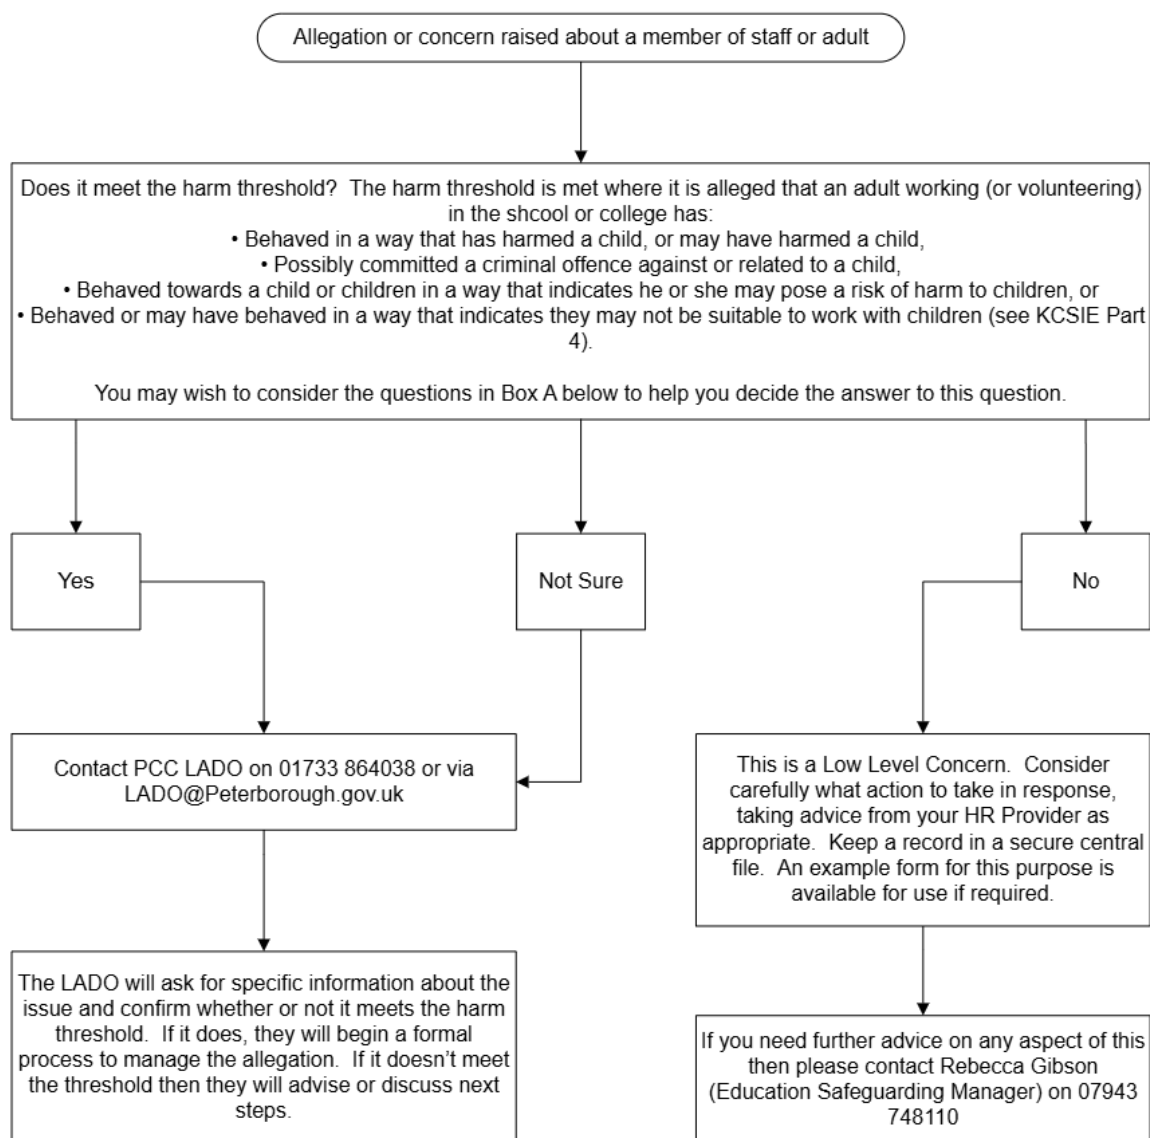 Allegation or concern raised about a member of staff or adult
Does it meet the harm threshold?  The harm threshold is met where it is alleged that an adult working (or volunteering)
in the shcool or college has:
• Behaved in a way that has harmed a child, or may have harmed a child,
• Possibly committed a criminal offence against or related to a child,
• Behaved towards a child or children in a way that indicates he or she may pose a risk of harm to children, or
• Behaved or may have behaved in a way that indicates they may not be suitable to work with children (see KCSIE Part
4).
You may wish to consider the questions in Box A below to help you decide the answer to this question.
Yes
Not Sure
No
Contact PCC LADO on 01733 864038 or via
LADO@Peterborough.gov.uk
This is a Low Level Concern.  Consider
carefully what action to take in response,
taking advice from your HR Provider as
appropriate.  Keep a record in a secure central
file.  An example form for this purpose is
available for use if required.
The LADO will ask for specific information about the
issue and confirm whether or not it meets the harm
threshold.  If it does, they will begin a formal
process to manage the allegation.  If it doesn't meet
the threshold then they will advise or discuss next
steps.
If you need further advice on any aspect of this
then please contact Rebecca Gibson
(Education Safeguarding Manager) on 07943
748110